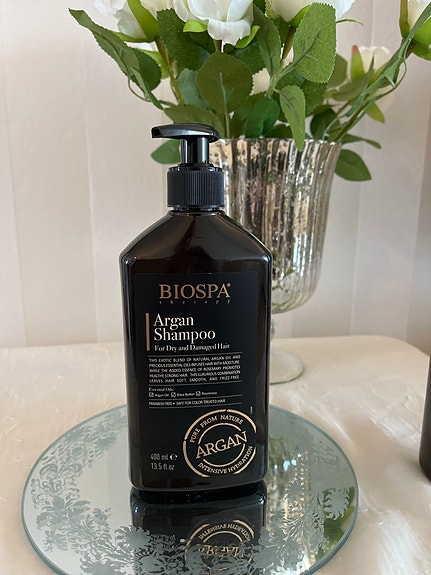 BIOSPA®
therapy
Argan
Shampoo
For Dry and Damaged Hair
THIS EXOTIC BLEND OF NATURAL ARGAN OIL AND
PRECIOUS ESSENTIAL OILS INFUSES HAIR WITH MOISTURE.
WHILE THE ADDED ESSENCE OF ROSEMARY PROMOTES
HEALTHIE STRONG HAIR. THIS LUXURIOUS COMBINATION
LEAVES HAIR SOFT, SMOOTH, AND FRIZZ-FREE.
Essential Oils:
☑ Argan Oil ☑ Shea Butter ☑ Rosemary
PARABEN FREE • SAFE FOR COLOR TREATED HAIR
PURE FROM NATURE
ARGAN
INTENSIVE HYDRATION
400 ml ℮
13.5 fl.oz